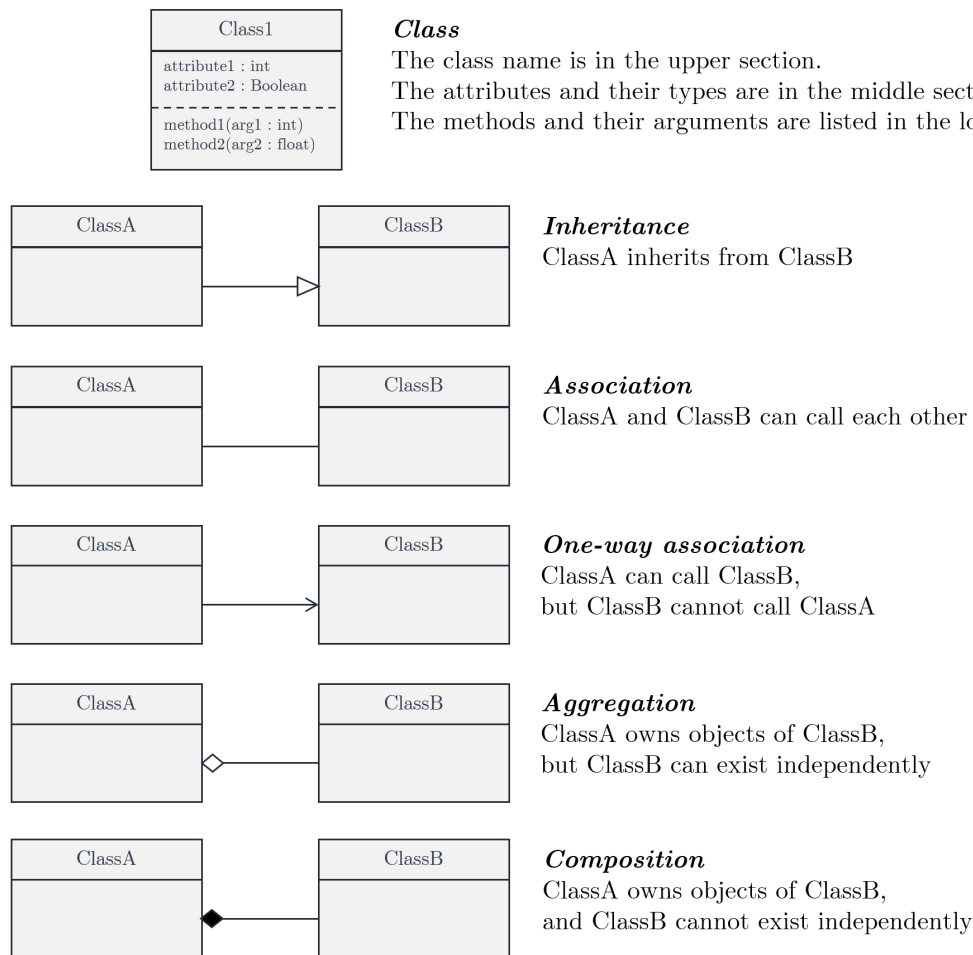 Class1
attribute1 : int
attribute2 : Boolean
method1(arg1 : int)
method2(arg2 : float)
Class
The class name is in the upper section.
The attributes and their types are in the middle
The methods and their arguments are listed in the
ClassA
ClassB
Inheritance
ClassA inherits from ClassB
ClassA
ClassB
Association
ClassA and ClassB can call each other
ClassA
ClassB
One-way association
ClassA can call ClassB,
but ClassB cannot call ClassA
ClassA
ClassB
Aggregation
ClassA owns objects of ClassB,
but ClassB can exist independently
ClassA
ClassB
Composition
ClassA owns objects of ClassB,
and ClassB cannot exist independently